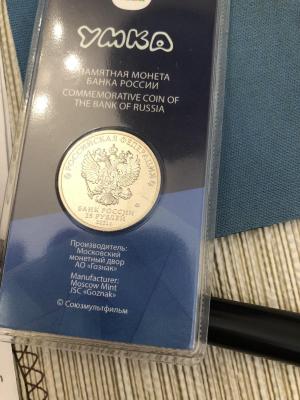 УМКА
ПАМЯТНАЯ МОНЕТА
БАНКА РОССИИ
COMMEMORATIVE COIN OF
THE BANK OF RUSSIA
РОССИЙСКАЯ ФЕДЕРАЦИЯ
БАНК РОССИИ
25 РУБЛЕЙ
2021 г.
Производитель:
Московский
монетный двор
АО «Гознак»
Manufacturer:
Moscow Mint
JSC «Goznak»
© Союзмультфильм